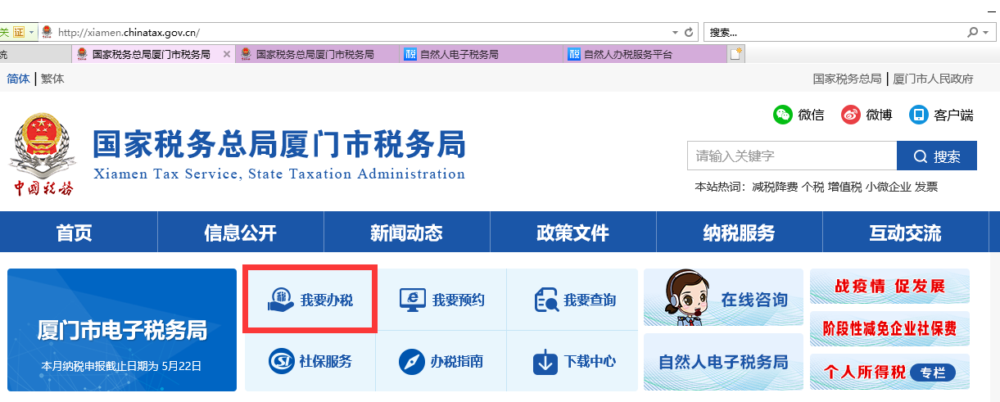 关 证 http://xiamen.chinatax.gov.cn/ 搜索...
统 国家税务总局厦门市税务局 国家税务总局厦门市税务局 税 自然人电子税务局 税 自然人办税服务平台
简体 | 繁体 国家税务总局 | 厦门市人民政府
微信 微博 客户端
国家税务总局厦门市税务局
Xiamen Tax Service, State Taxation Administration
中国税务
请输入关键字 搜索
本站热词：减税降费 个税 增值税 小微企业 发票
首页 信息公开 新闻动态 政策文件 纳税服务 互动交流
厦门市电子税务局
本月纳税申报截止日期为 5月22日
税 我要办税 我要预约 我要查询
社保服务 办税指南 下载中心
在线咨询
自然人电子税务局
战疫情 促发展
阶段性减免企业社保费
个人所得税 专栏